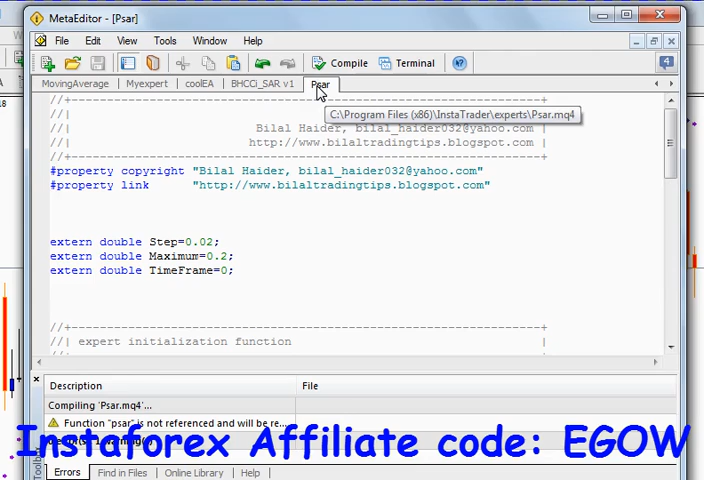 MetaEditor - [Psar]
File Edit View Tools Window Help
Compile Terminal 4
MovingAverage Myexpert coolEA BHCCi_SAR v1 Psar
C:\Program Files (x86)\InstaTrader\experts\Psar.mq4
//+------------------------------------------------------------------+
//|
//| Bilal Haider, bilal_haider032@yahoo.com |
//| http://www.bilaltradingtips.blogspot.com |
//+------------------------------------------------------------------+
#property copyright "Bilal Haider, bilal_haider032@yahoo.com"
#property link "http://www.bilaltradingtips.blogspot.com"
extern double Step=0.02;
extern double Maximum=0.2;
extern double TimeFrame=0;
//+------------------------------------------------------------------+
//| expert initialization function |
Description File
Compiling 'Psar.mq4'...
Function "psar" is not referenced and will be re...
Instaforex Affiliate code: EGOW
Toolbox
Errors Find in Files Online Library Help